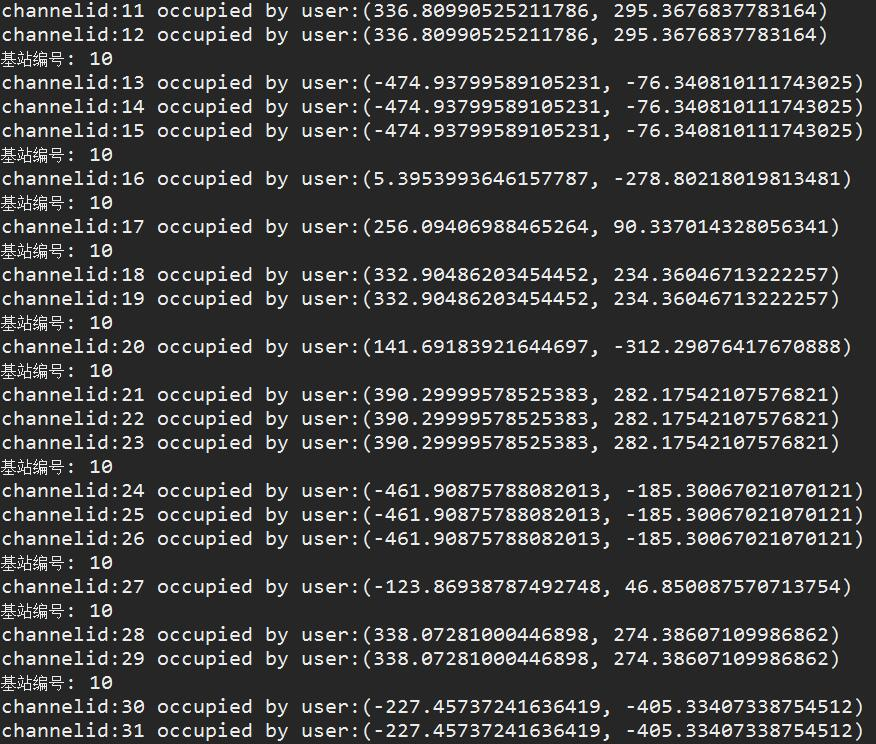 channelid:11 occupied by user:(336.80990525211786, 295.3676837783164)
channelid:12 occupied by user:(336.80990525211786, 295.3676837783164)
基站编号: 10
channelid:13 occupied by user:(-474.93799589105231, -76.340810111743025)
channelid:14 occupied by user:(-474.93799589105231, -76.340810111743025)
channelid:15 occupied by user:(-474.93799589105231, -76.340810111743025)
基站编号: 10
channelid:16 occupied by user:(5.3953993646157787, -278.80218019813481)
基站编号: 10
channelid:17 occupied by user:(256.09406988465264, 90.337014328056341)
基站编号: 10
channelid:18 occupied by user:(332.90486203454452, 234.36046713222257)
channelid:19 occupied by user:(332.90486203454452, 234.36046713222257)
基站编号: 10
channelid:20 occupied by user:(141.69183921644697, -312.29076417670888)
基站编号: 10
channelid:21 occupied by user:(390.29999578525383, 282.17542107576821)
channelid:22 occupied by user:(390.29999578525383, 282.17542107576821)
channelid:23 occupied by user:(390.29999578525383, 282.17542107576821)
基站编号: 10
channelid:24 occupied by user:(-461.90875788082013, -185.30067021070121)
channelid:25 occupied by user:(-461.90875788082013, -185.30067021070121)
channelid:26 occupied by user:(-461.90875788082013, -185.30067021070121)
基站编号: 10
channelid:27 occupied by user:(-123.86938787492748, 46.850087570713754)
基站编号: 10
channelid:28 occupied by user:(338.07281000446898, 274.38607109986862)
channelid:29 occupied by user:(338.07281000446898, 274.38607109986862)
基站编号: 10
channelid:30 occupied by user:(-227.45737241636419, -405.33407338754512)
channelid:31 occupied by user:(-227.45737241636419, -405.33407338754512)